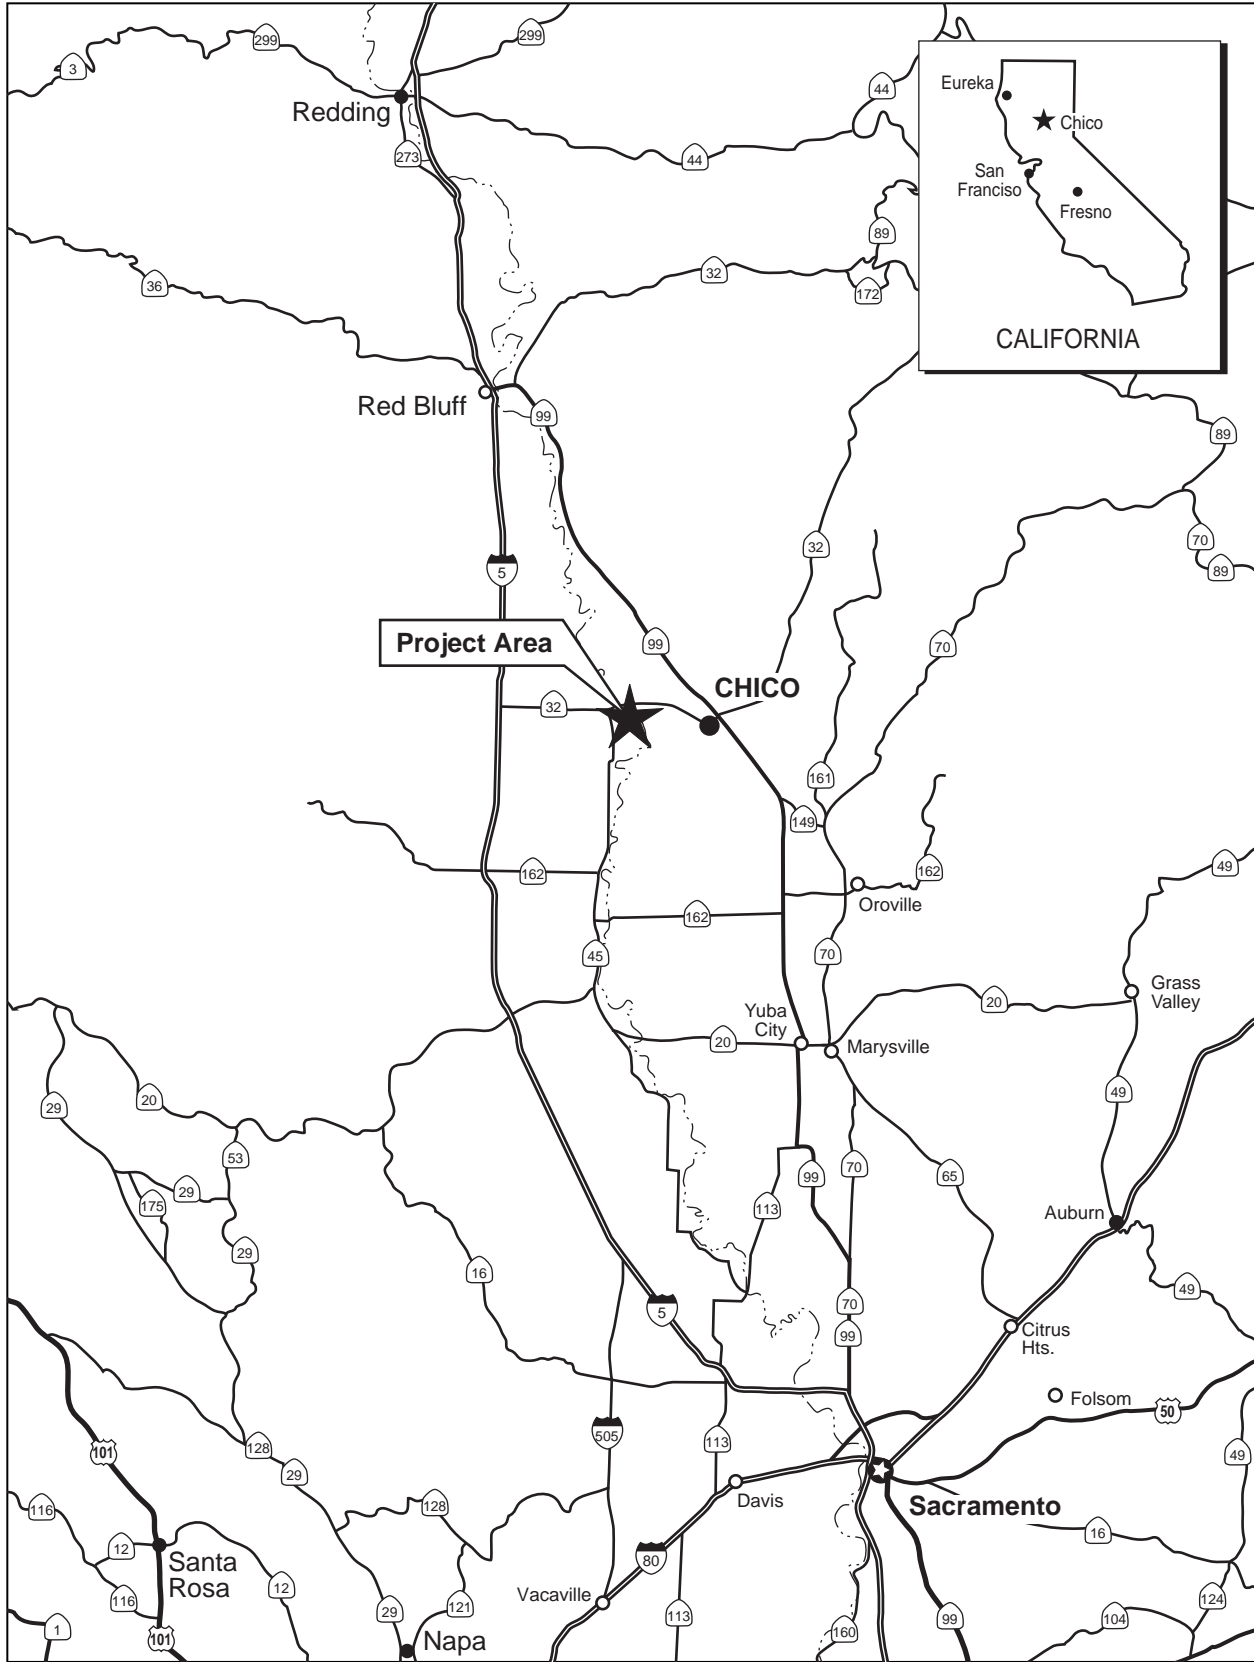 299
299
3
44
Redding
273
44
Eureka
Chico
San
Franciso
Fresno
CALIFORNIA
89
32
172
36
Red Bluff
99
89
5
32
70
89
Project Area
99
70
CHICO
32
161
149
162
162
49
Oroville
162
45
70
Grass
Valley
20
Yuba
City
20
Marysville
29
20
49
53
99
70
65
29
175
113
Auburn
29
16
49
5
70
99
Citrus
Hts.
Folsom
50
101
128
505
113
49
29
116
128
Davis
Sacramento
16
12
Santa
Rosa
80
12
116
Vacaville
124
29
121
113
99
104
1
101
Napa
160